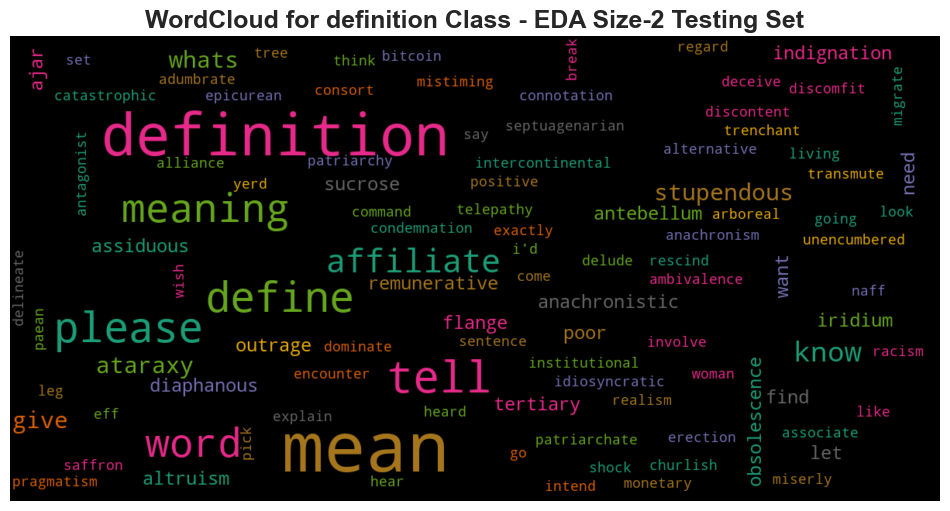 WordCloud for definition Class - EDA Size-2 Testing Set
ajar
set
whats
tree
think
bitcoin
break
regard
indignation
adumbrate
mistiming
deceive
discomfit
migrate
catastrophic
epicurean
consort
connotation
discontent
definition
say
septuagenarian
trenchant
antagonist
alliance
patriarchy
intercontinental
alternative
living
need
yerd
sucrose
positive
stupendous
transmute
meaning
command
telepathy
antebellum
arboreal
going
look
condemnation
exactly
anachronism
unencumbered
assiduous
i'd
affiliate
delude
rescind
want
delineate
wish
define
remunerative
come
ambivalence
naff
anachronistic
paean
please
flange
poor
iridium
outrage
dominate
sentence
involve
know
racism
ataraxy
encounter
tell
institutional
leg
diaphanous
idiosyncratic
woman
obsolescence
find
give
eff
explain
heard
tertiary
realism
like
word
pick
mean
patriarchate
erection
associate
saffron
go
shock
churlish
let
pragmatism
altruism
hear
intend
monetary
miserly